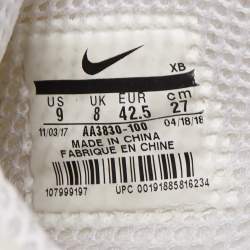 XB
US UK EUR cm
9 8 42.5 27
11/03/17 AA3830-100 04/18/18
MADE IN CHINA
FABRIQUE EN CHINE
107999197 UPC 00191885816234